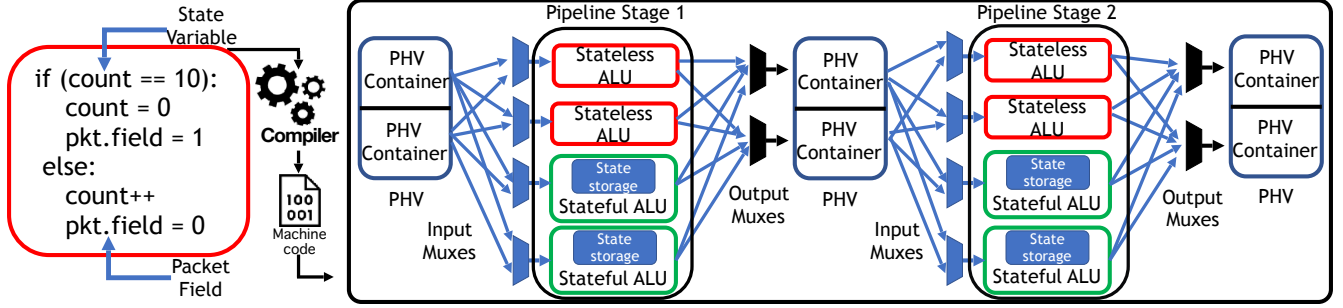 State
Variable
if (count == 10):
count = 0
pkt.field = 1
else:
count++
pkt.field = 0
Packet
Field
Compiler
100
001
Machine
code
PHV
Container
PHV
Container
PHV
Input
Muxes
Pipeline Stage 1
Stateless
ALU
Stateless
ALU
State
storage
Stateful ALU
State
storage
Stateful ALU
Output
Muxes
PHV
Container
PHV
Container
PHV
Input
Muxes
Pipeline Stage 2
Stateless
ALU
Stateless
ALU
State
storage
Stateful ALU
State
storage
Stateful ALU
Output
Muxes
PHV
Container
PHV
Container
PHV